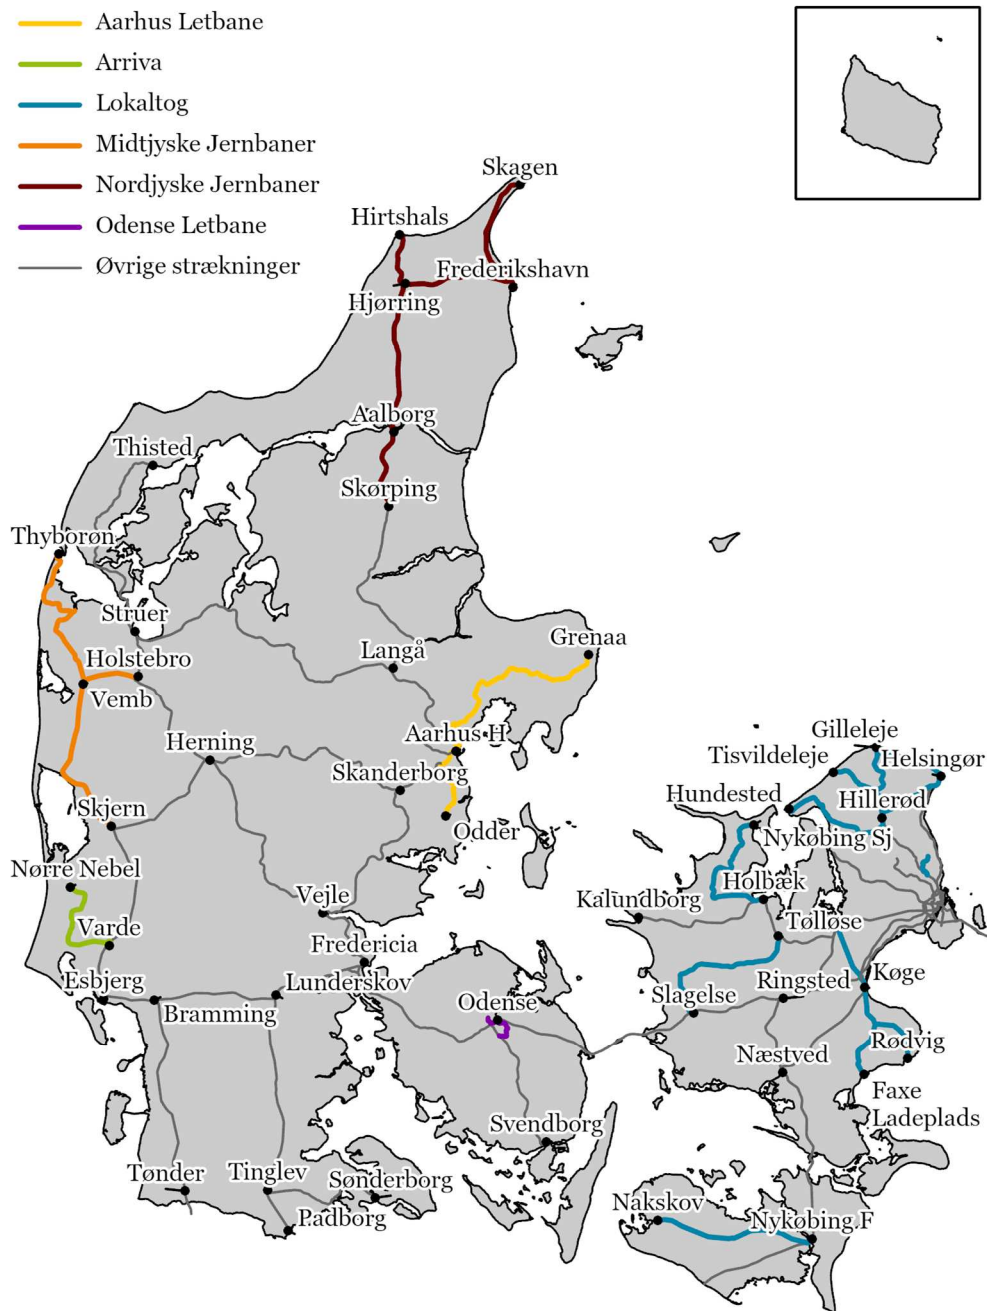 Aarhus Letbane
Arriva
Lokaltog
Midtjyske Jernbaner
Nordjyske Jernbaner
Odense Letbane
Øvrige strækninger
Skagen
Hirtshals
Frederikshavn
Hjørring
Aalborg
Thisted
Skørping
Thyborøn
Struer
Grenaa
Langå
Holstebro
Vemb
Aarhus H
Herning
Skanderborg
Gilleleje
Tisvildeleje
Helsingør
Hundested
Hillerød
Skjern
Odder
Nykøbing Sj
Nørre Nebel
Holbæk
Kalundborg
Vejle
Tølløse
Varde
Fredericia
Esbjerg
Lunderskov
Ringsted
Køge
Bramming
Odense
Slagelse
Rødvig
Næstved
Faxe
Ladeplads
Svendborg
Tønder
Tinglev
Sønderborg
Padborg
Nakskov
Nykøbing F